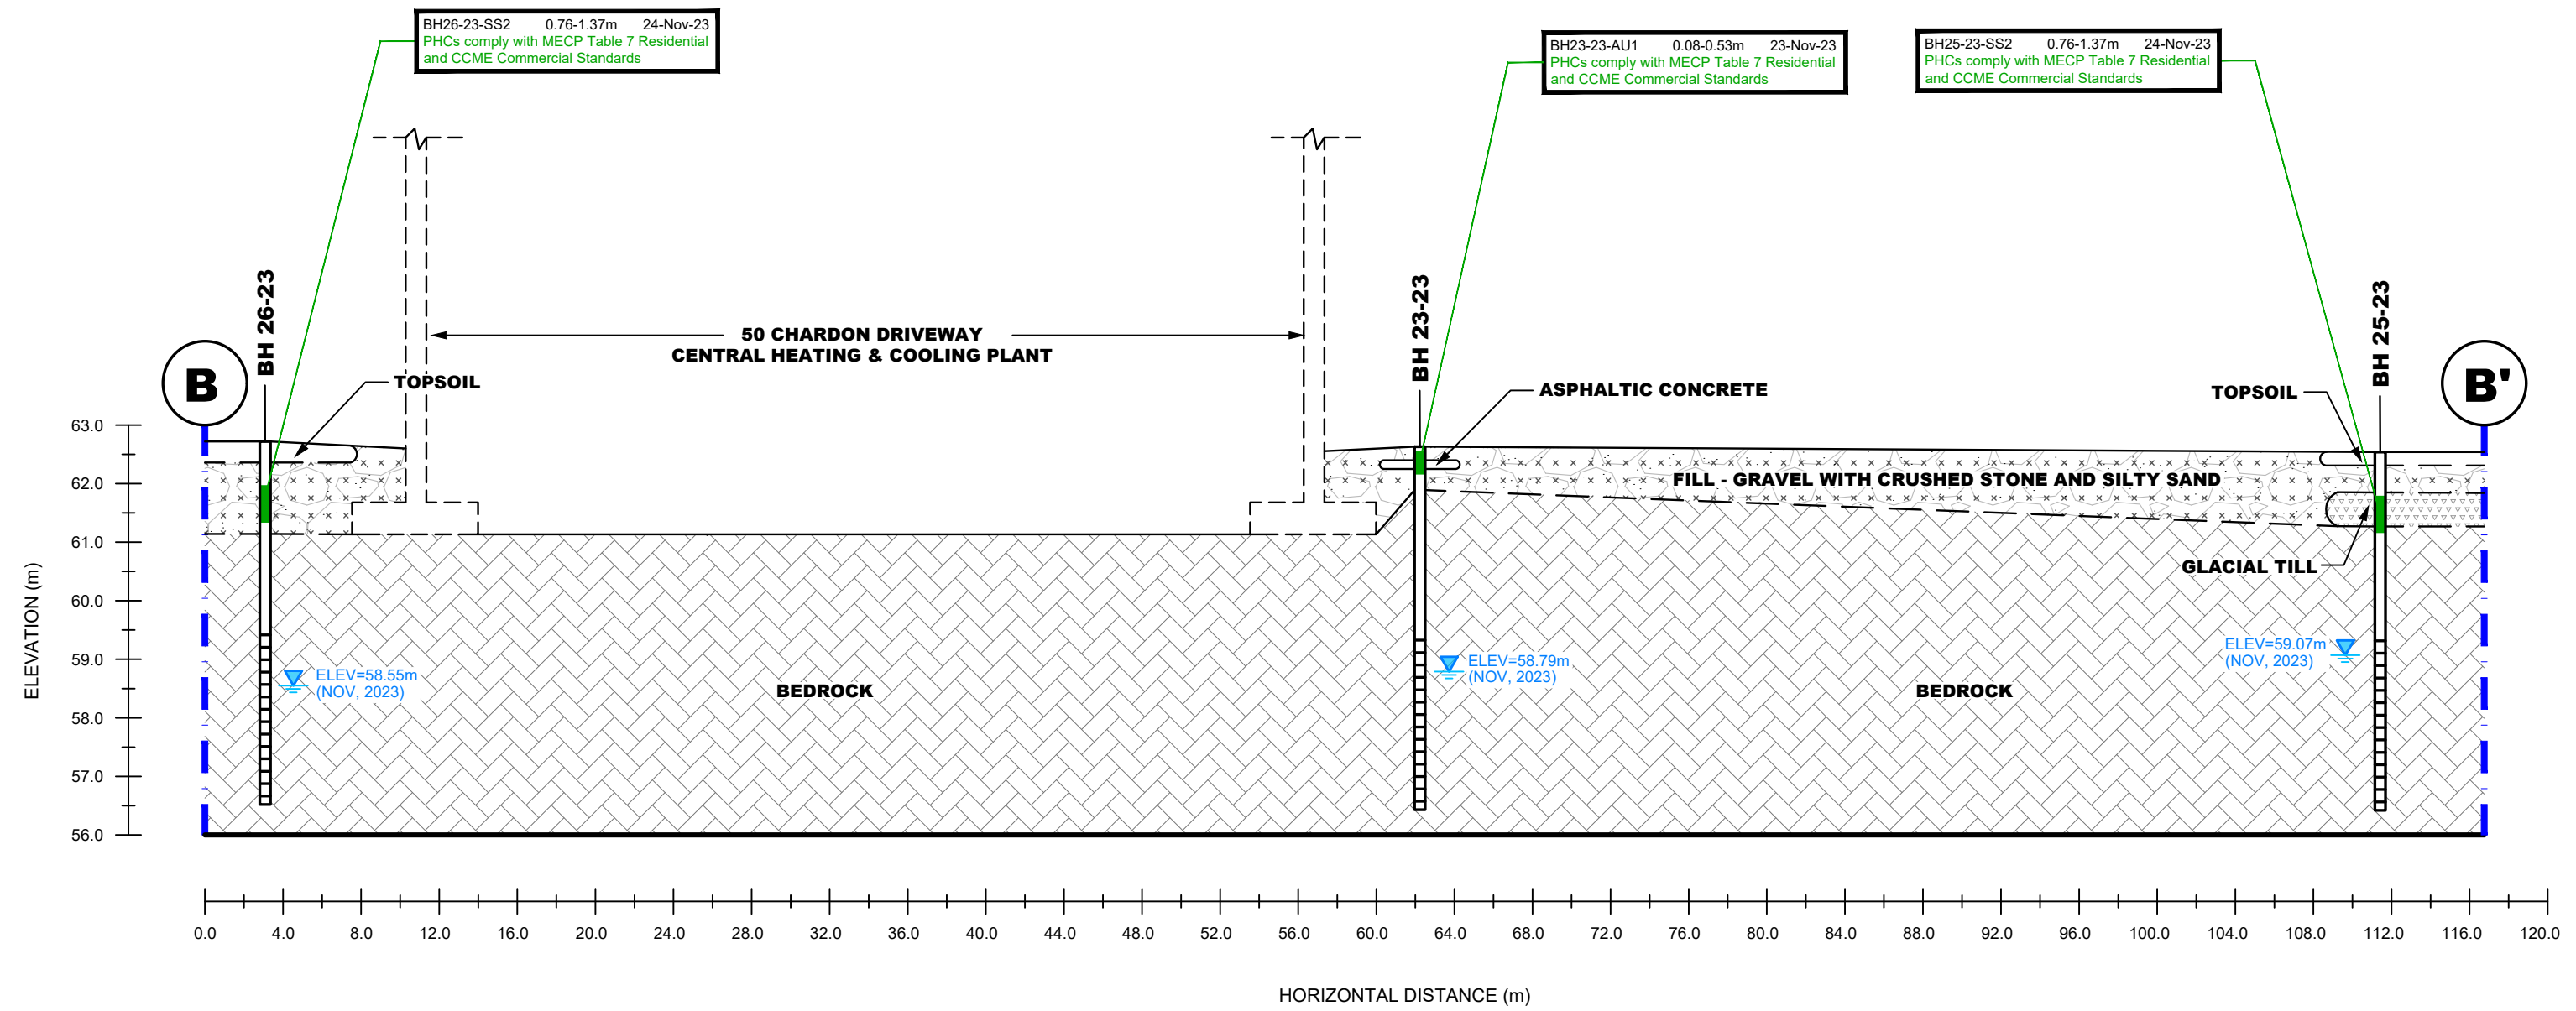 BH26-23-SS2 0.76-1.37m 24-Nov-23
PHCs comply with MECP Table 7 Residential
and CCME Commercial Standards
BH23-23-AU1 0.08-0.53m 23-Nov-23
PHCs comply with MECP Table 7 Residential
and CCME Commercial Standards
BH25-23-SS2 0.76-1.37m 24-Nov-23
PHCs comply with MECP Table 7 Residential
and CCME Commercial Standards
BH 26-23
BH 23-23
BH 25-23
50 CHARDON DRIVEWAY
CENTRAL HEATING & COOLING PLANT
B
B'
TOPSOIL
ASPHALTIC CONCRETE
TOPSOIL
FILL - GRAVEL WITH CRUSHED STONE AND SILTY SAND
GLACIAL TILL
ELEV=58.55m
(NOV, 2023)
ELEV=58.79m
(NOV, 2023)
ELEV=59.07m
(NOV, 2023)
BEDROCK
BEDROCK
ELEVATION (m)
63.0
62.0
61.0
60.0
59.0
58.0
57.0
56.0
0.0 4.0 8.0 12.0 16.0 20.0 24.0 28.0 32.0 36.0 40.0 44.0 48.0 52.0 56.0 60.0 64.0 68.0 72.0 76.0 80.0 84.0 88.0 92.0 96.0 100.0 104.0 108.0 112.0 116.0 120.0
HORIZONTAL DISTANCE (m)